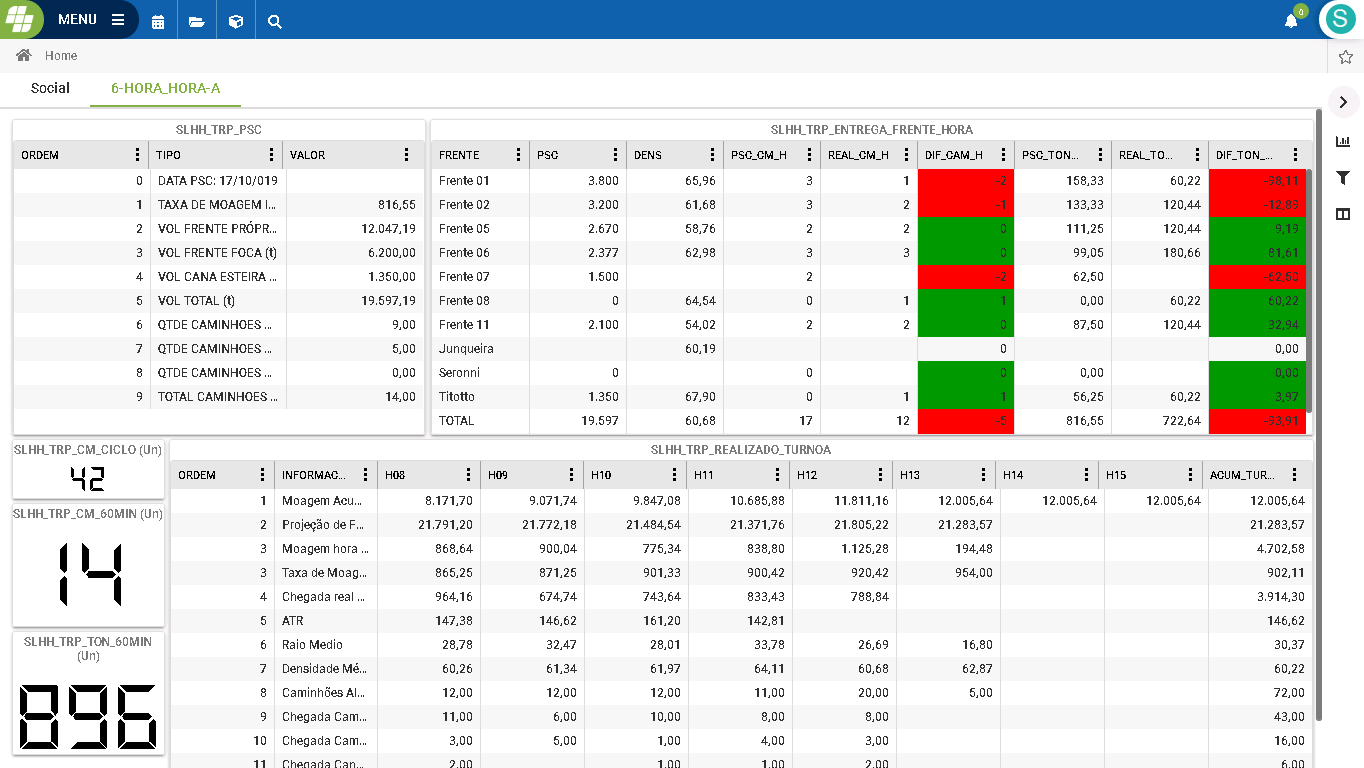 MENU
0
S
Home
Social 6-HORA_HORA-A
SLHH_TRP_PSC
ORDEM TIPO VALOR
0 DATA PSC: 17/10/019
1 TAXA DE MOAGEM I... 816,55
2 VOL FRENTE PRÓPR... 12.047,19
3 VOL FRENTE FOCA (t) 6.200,00
4 VOL CANA ESTEIRA ... 1.350,00
5 VOL TOTAL (t) 19.597,19
6 QTDE CAMINHOES ... 9,00
7 QTDE CAMINHOES ... 5,00
8 QTDE CAMINHOES ... 0,00
9 TOTAL CAMINHOES ... 14,00
SLHH_TRP_ENTREGA_FRENTE_HORA
FRENTE PSC DENS PSC_CM_H REAL_CM_H DIF_CAM_H PSC_TON... REAL_TO... DIF_TON_...
Frente 01 3.800 65,96 3 1 -2 158,33 60,22 -98,11
Frente 02 3.200 61,68 3 2 -1 133,33 120,44 -12,89
Frente 05 2.670 58,76 2 2 0 111,25 120,44 9,19
Frente 06 2.377 62,98 3 3 0 99,05 180,66 81,61
Frente 07 1.500 2 -2 62,50 -62,50
Frente 08 0 64,54 0 1 1 0,00 60,22 60,22
Frente 11 2.100 54,02 2 2 0 87,50 120,44 32,94
Junqueira 60,19 0 0,00
Seronni 0 0 0 0,00 0,00
Titotto 1.350 67,90 0 1 1 56,25 60,22 3,97
TOTAL 19.597 60,68 17 12 -5 816,55 722,64 -93,91
SLHH_TRP_CM_CICLO (Un)
42
SLHH_TRP_CM_60MIN (Un)
14
SLHH_TRP_TON_60MIN
(Un)
896
SLHH_TRP_REALIZADO_TURNOA
ORDEM INFORMAC... H08 H09 H10 H11 H12 H13 H14 H15 ACUM_TUR...
1 Moagem Acu... 8.171,70 9.071,74 9.847,08 10.685,88 11.811,16 12.005,64 12.005,64 12.005,64 12.005,64
2 Projeção de F... 21.791,20 21.772,18 21.484,54 21.371,76 21.805,22 21.283,57 21.283,57
3 Moagem hora ... 868,64 900,04 775,34 838,80 1.125,28 194,48 4.702,58
3 Taxa de Moag... 865,25 871,25 901,33 900,42 920,42 954,00 902,11
4 Chegada real ... 964,16 674,74 743,64 833,43 788,84 3.914,30
5 ATR 147,38 146,62 161,20 142,81 146,62
6 Raio Medio 28,78 32,47 28,01 33,78 26,69 16,80 30,37
7 Densidade Mé... 60,26 61,34 61,97 64,11 60,68 62,87 60,22
8 Caminhões Al... 12,00 12,00 12,00 11,00 20,00 5,00 72,00
9 Chegada Cam... 11,00 6,00 10,00 8,00 8,00 43,00
10 Chegada Cam... 3,00 5,00 1,00 4,00 3,00 16,00
11 Chegada Cam... 2,00 1,00 1,00 2,00 6,00